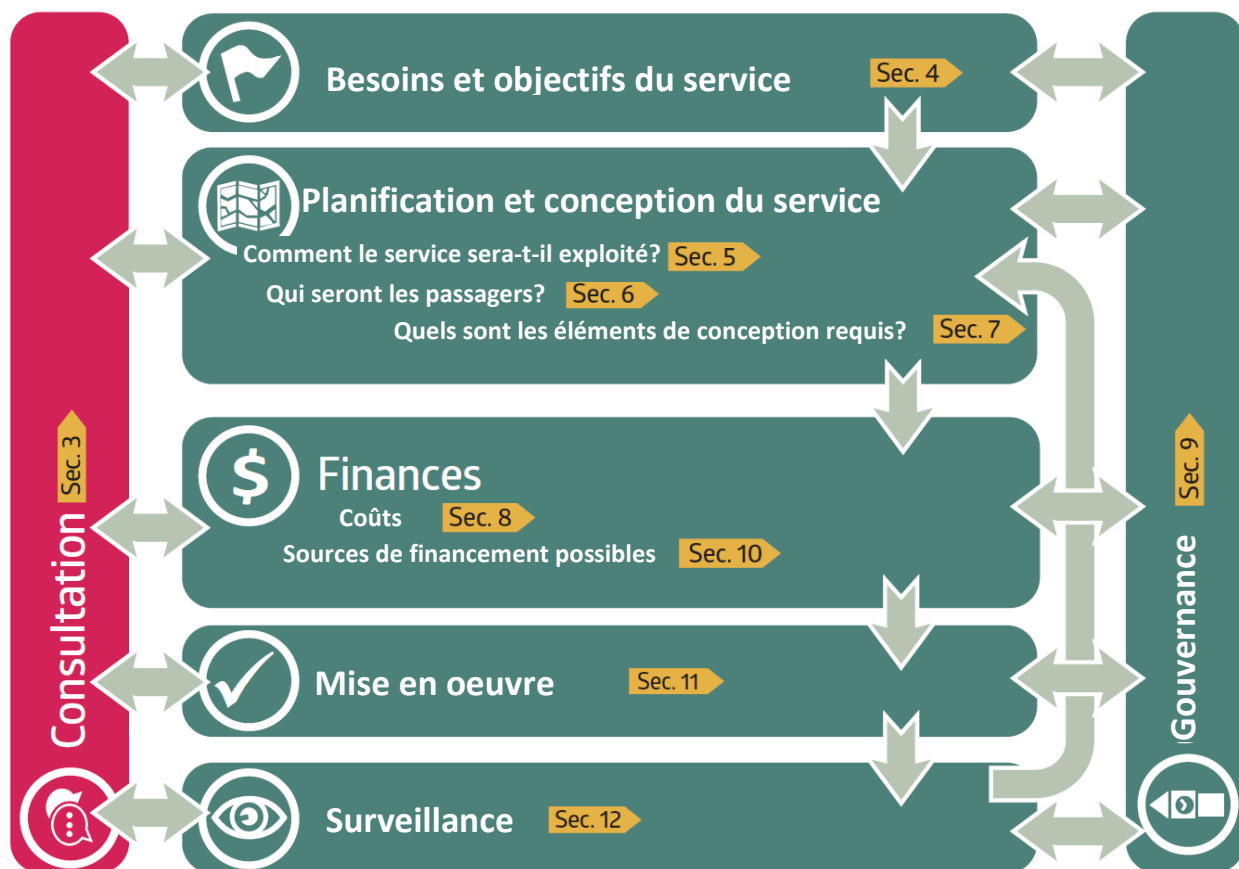 Besoins et objectifs du service Sec. 4
Planification et conception du service
Comment le service sera-t-il exploité? Sec. 5
Qui seront les passagers? Sec. 6
Quels sont les éléments de conception requis? Sec. 7
$ Finances
Coûts Sec. 8
Sources de financement possibles Sec. 10
Mise en oeuvre Sec. 11
Surveillance Sec. 12
Consultation Sec. 3
Gouvernance Sec. 9